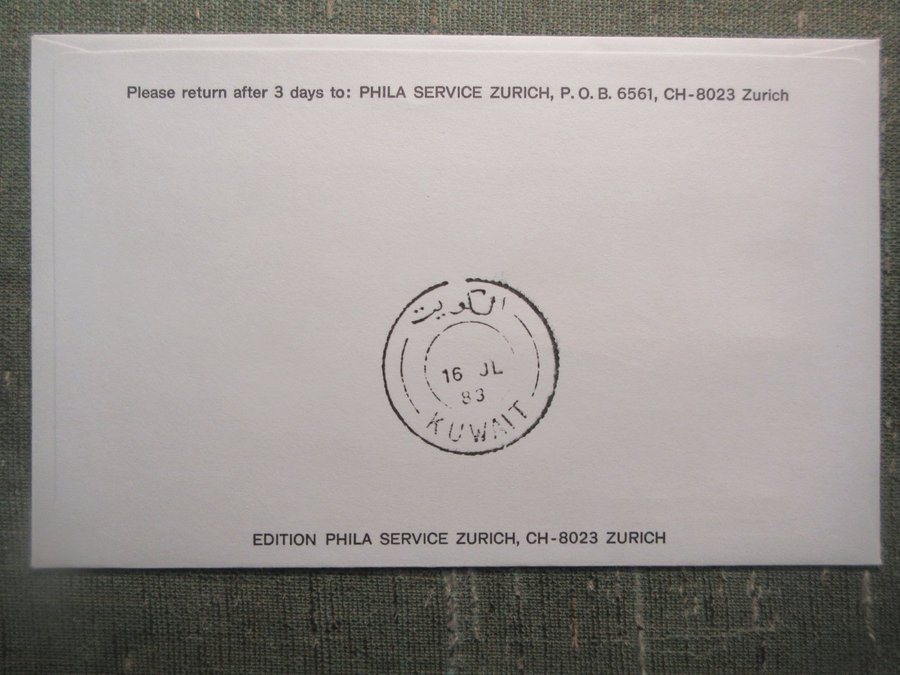 Please return after 3 days to: PHILA SERVICE ZURICH, P.O.B. 6561, CH-8023 Zurich
الكويت
16 JL
83
KUWAIT
EDITION PHILA SERVICE ZURICH, CH-8023 ZURICH